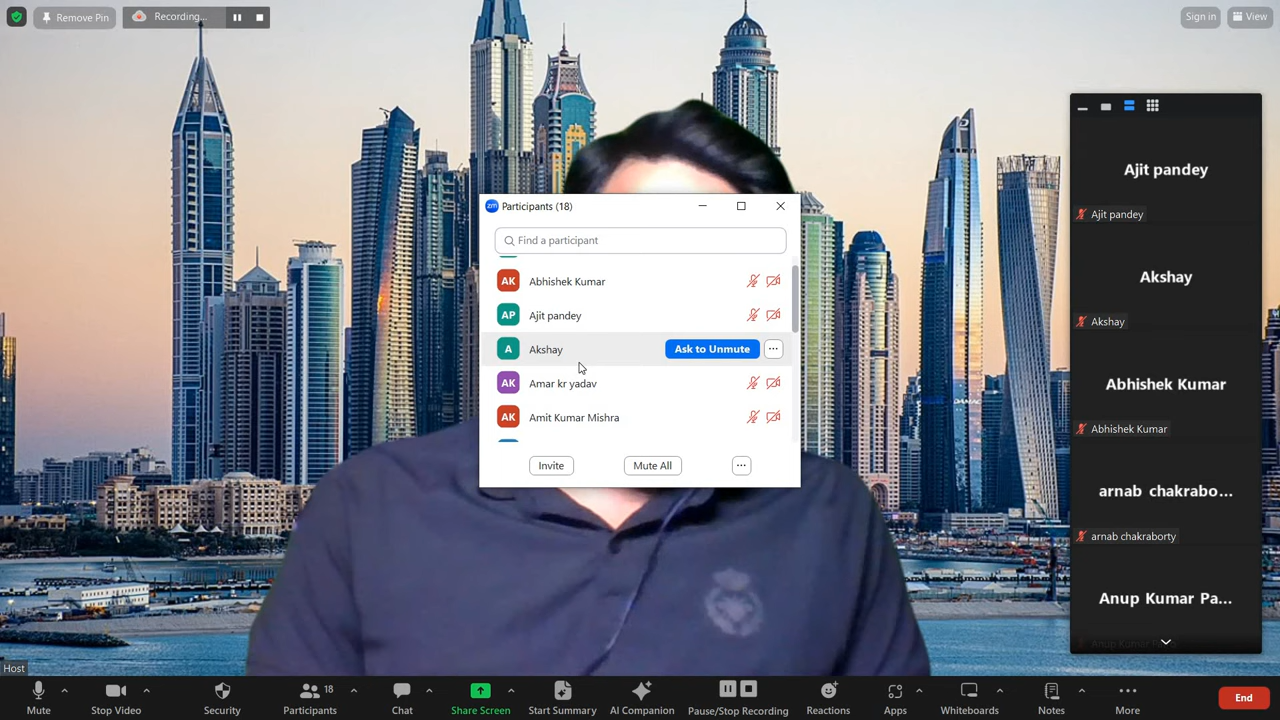 Remove Pin
Recording...
Sign in
View
zm Participants (18)
Find a participant
AK Abhishek Kumar
AP Ajit pandey
A Akshay Ask to Unmute
AK Amar kr yadav
AK Amit Kumar Mishra
Invite Mute All
Ajit pandey
Ajit pandey
Akshay
Akshay
Abhishek Kumar
Abhishek Kumar
arnab chakrabo...
arnab chakraborty
Anup Kumar Pa...
Host
18
Mute Stop Video Security Participants Chat Share Screen Start Summary AI Companion Pause/Stop Recording Reactions Apps Whiteboards Notes More
End